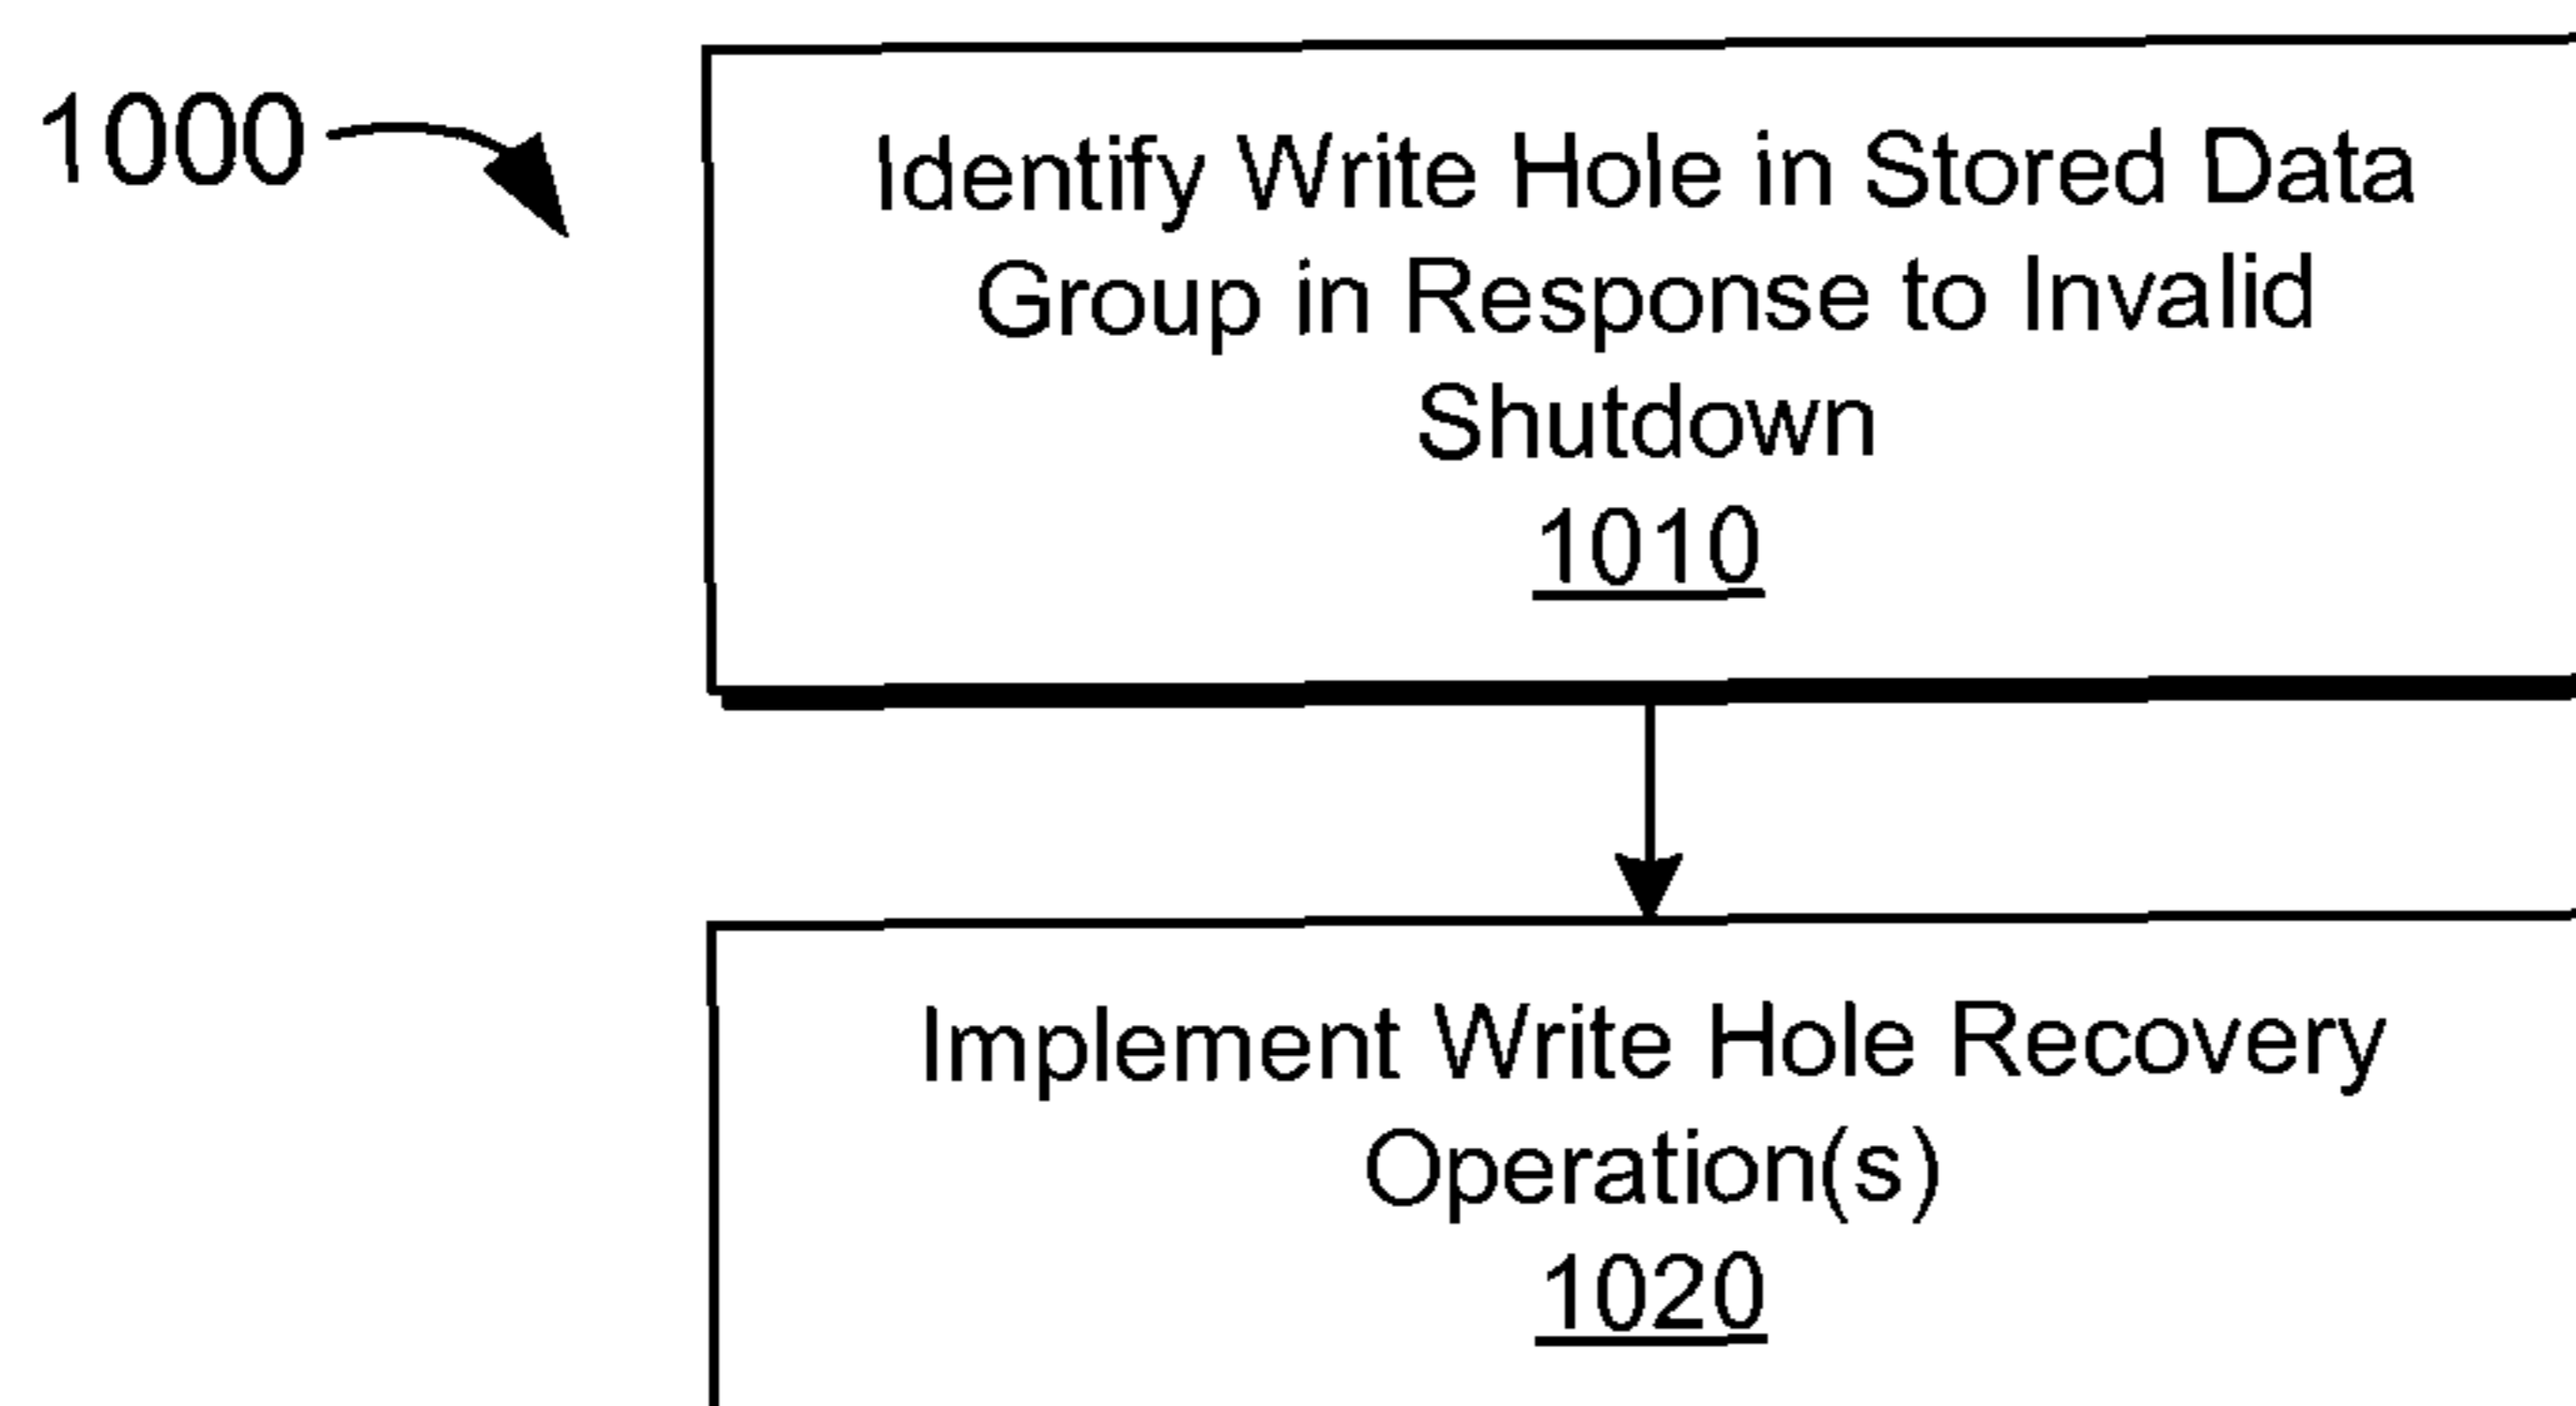 1000
Identify Write Hole in Stored Data
Group in Response to Invalid
Shutdown
1010
Implement Write Hole Recovery
Operation(s)
1020